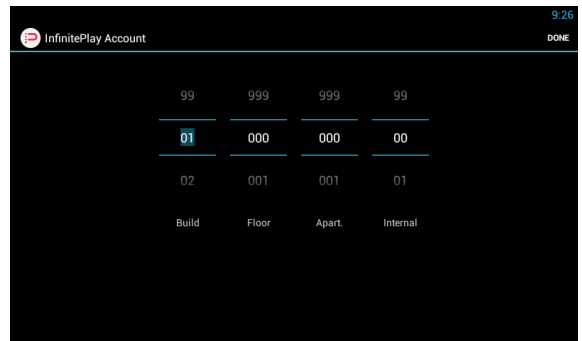 9:26
InfinitePlay Account DONE
99 999 999 99
01 000 000 00
02 001 001 01
Build Floor Apart. Internal